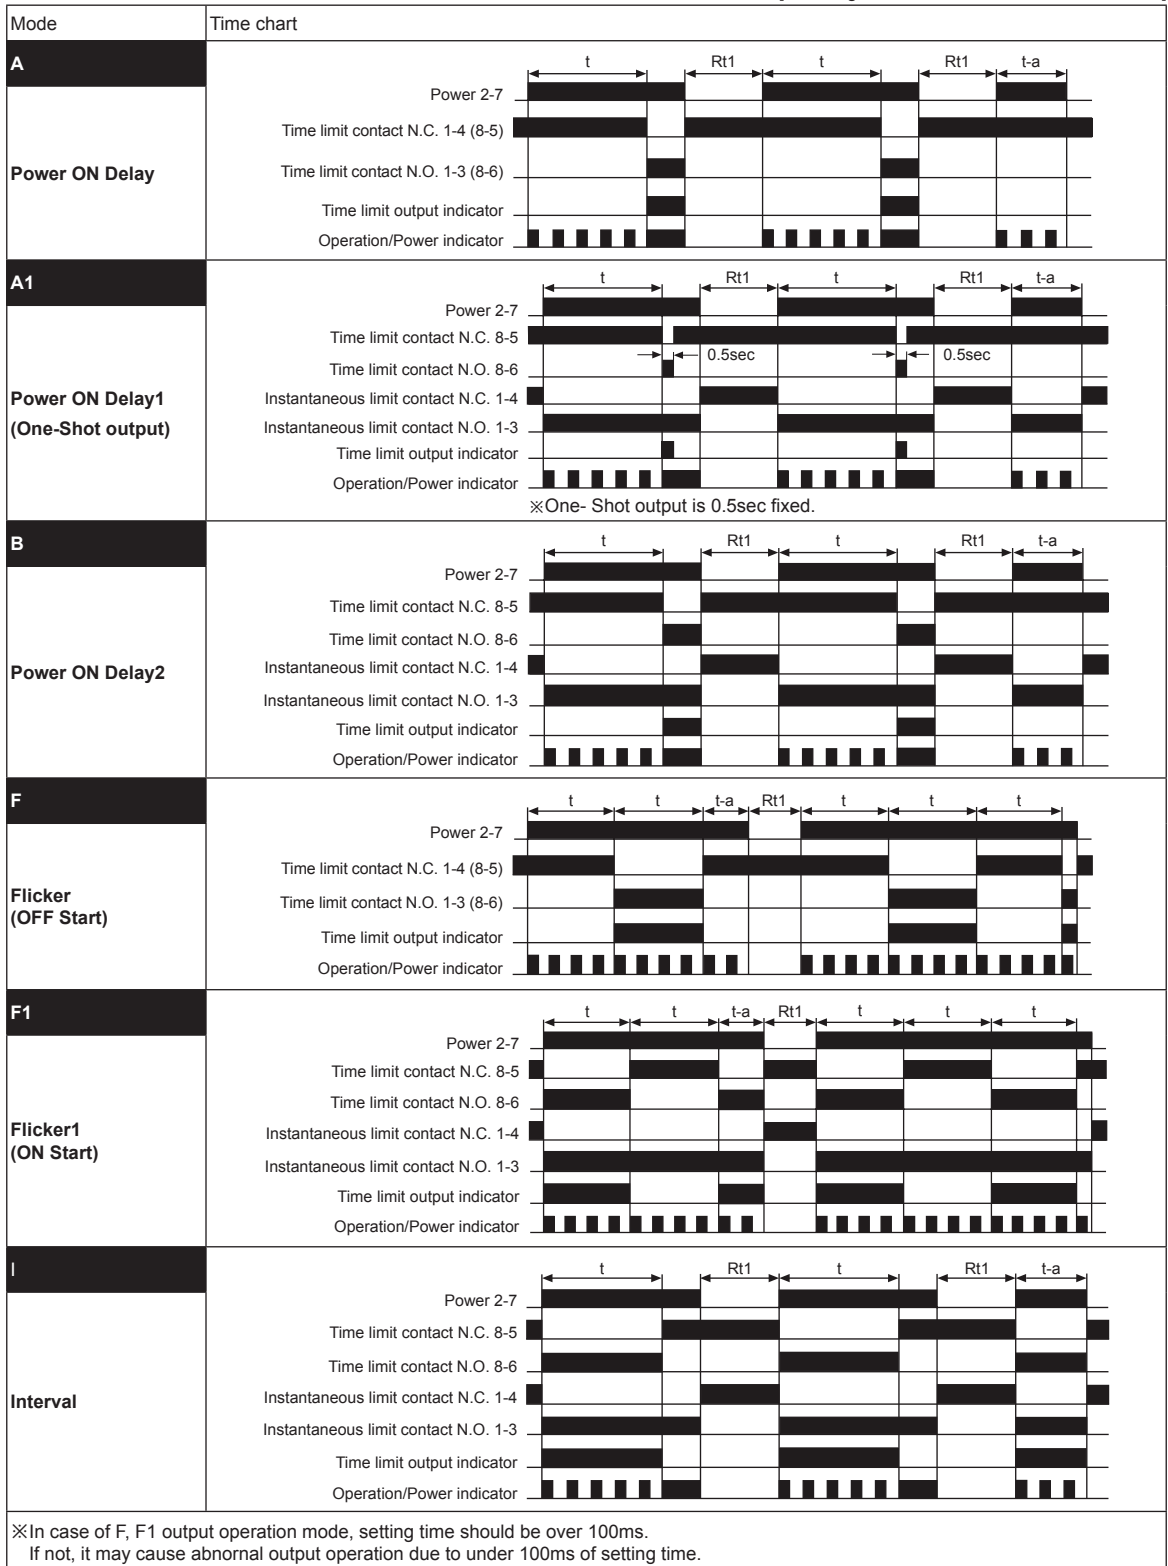 Mode Time chart
A
Power ON Delay
t Rt1 t Rt1 t-a
Power 2-7
Time limit contact N.C. 1-4 (8-5)
Time limit contact N.O. 1-3 (8-6)
Time limit output indicator
Operation/Power indicator
A1
Power ON Delay1
(One-Shot output)
t Rt1 t Rt1 t-a
Power 2-7
Time limit contact N.C. 8-5
0.5sec 0.5sec
Time limit contact N.O. 8-6
Instantaneous limit contact N.C. 1-4
Instantaneous limit contact N.O. 1-3
Time limit output indicator
Operation/Power indicator
※One- Shot output is 0.5sec fixed.
B
Power ON Delay2
t Rt1 t Rt1 t-a
Power 2-7
Time limit contact N.C. 8-5
Time limit contact N.O. 8-6
Instantaneous limit contact N.C. 1-4
Instantaneous limit contact N.O. 1-3
Time limit output indicator
Operation/Power indicator
F
Flicker
(OFF Start)
t t t-a Rt1 t t t
Power 2-7
Time limit contact N.C. 1-4 (8-5)
Time limit contact N.O. 1-3 (8-6)
Time limit output indicator
Operation/Power indicator
F1
Flicker1
(ON Start)
t t t-a Rt1 t t t
Power 2-7
Time limit contact N.C. 8-5
Time limit contact N.O. 8-6
Instantaneous limit contact N.C. 1-4
Instantaneous limit contact N.O. 1-3
Time limit output indicator
Operation/Power indicator
I
Interval
t Rt1 t Rt1 t-a
Power 2-7
Time limit contact N.C. 8-5
Time limit contact N.O. 8-6
Instantaneous limit contact N.C. 1-4
Instantaneous limit contact N.O. 1-3
Time limit output indicator
Operation/Power indicator
※In case of F, F1 output operation mode, setting time should be over 100ms.
If not, it may cause abnornal output operation due to under 100ms of setting time.